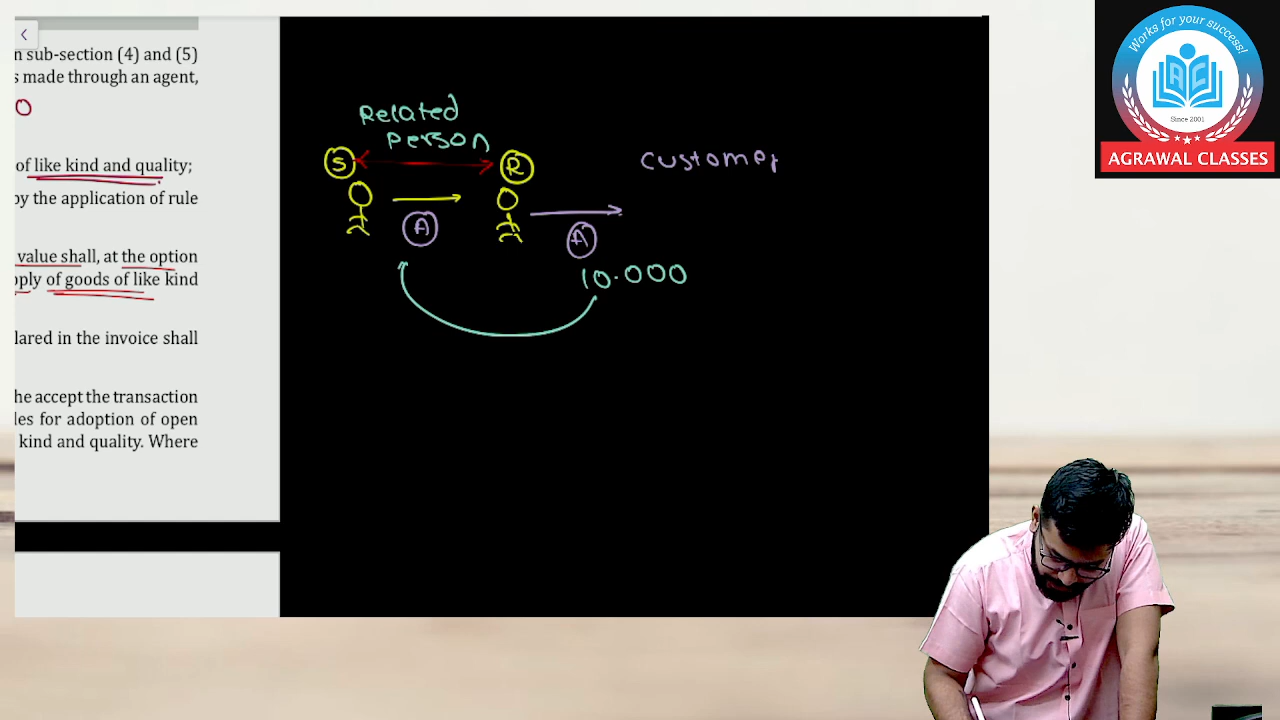 n sub-section (4) and (5)
s made through an agent,
of like kind and quality;
by the application of rule
value shall, at the option
pply of goods of like kind
lared in the invoice shall
he accept the transaction
les for adoption of open
kind and quality. Where
Related
person
S
R
customer
A
A
10.000
Works for your success!
AC
Since 2001
AGRAWAL CLASSES